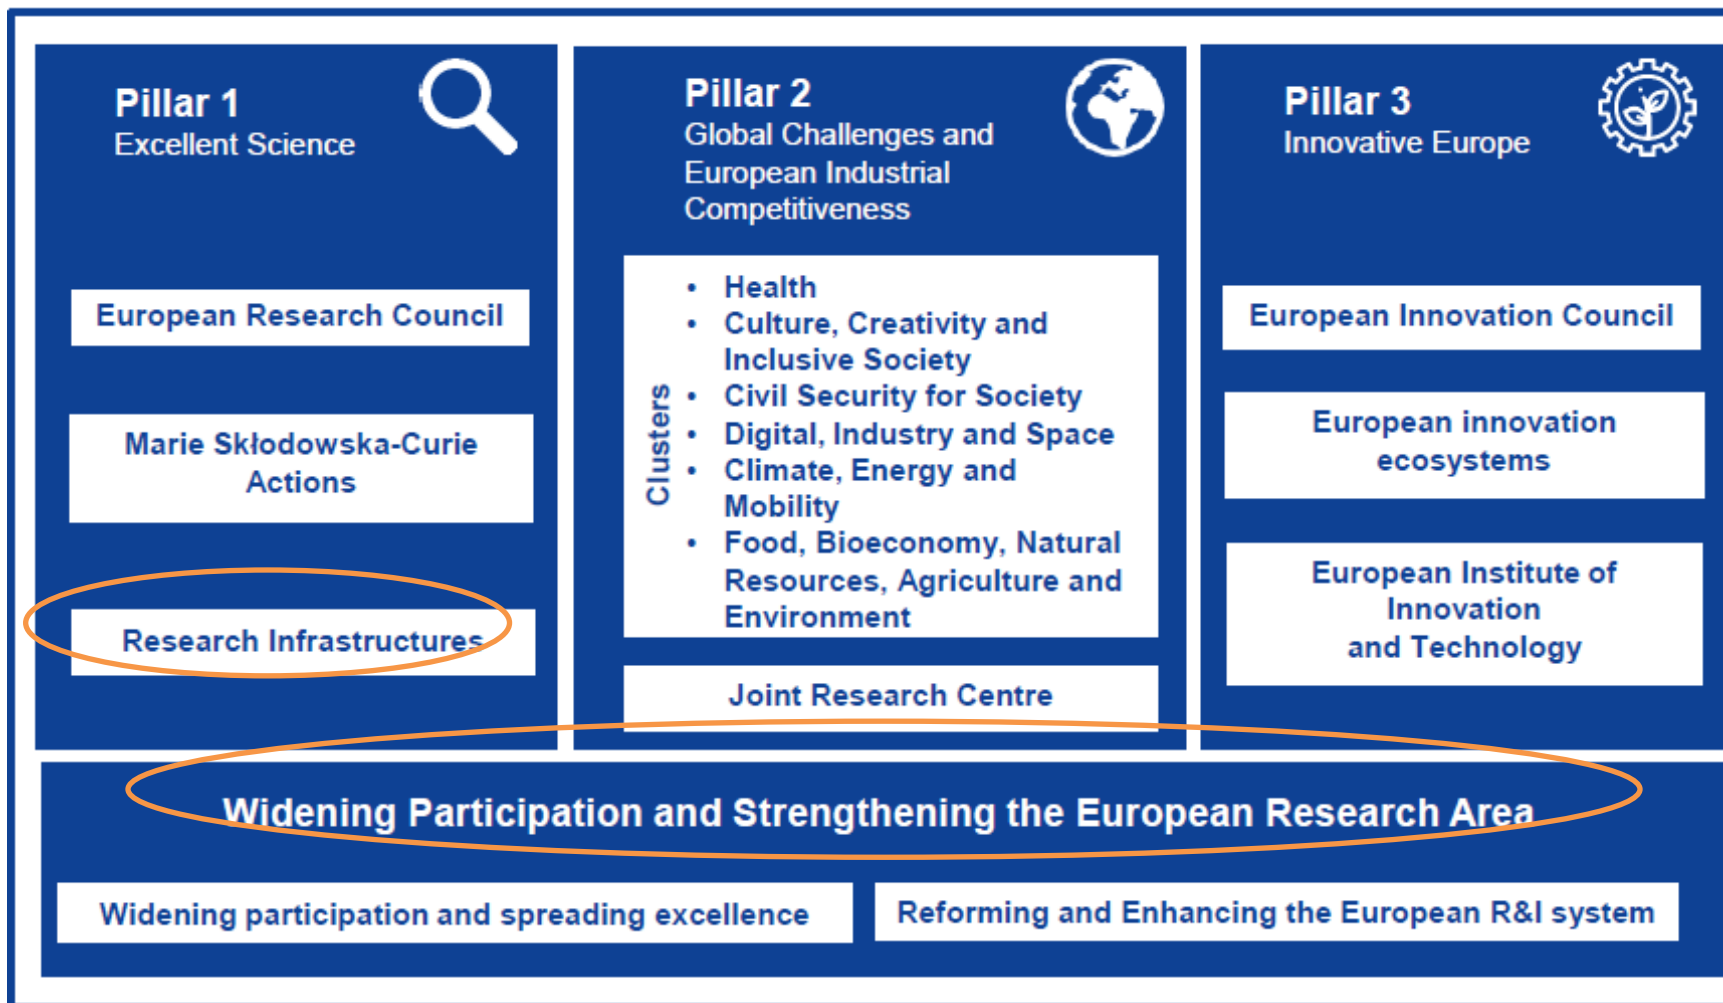 Pillar 1
Excellent Science
European Research Council
Marie Skłodowska-Curie
Actions
Research Infrastructures
Pillar 2
Global Challenges and
European Industrial
Competitiveness
Clusters
• Health
• Culture, Creativity and
Inclusive Society
• Civil Security for Society
• Digital, Industry and Space
• Climate, Energy and
Mobility
• Food, Bioeconomy, Natural
Resources, Agriculture and
Environment
Joint Research Centre
Pillar 3
Innovative Europe
European Innovation Council
European innovation
ecosystems
European Institute of
Innovation
and Technology
Widening Participation and Strengthening the European Research Area
Widening participation and spreading excellence
Reforming and Enhancing the European R&I system